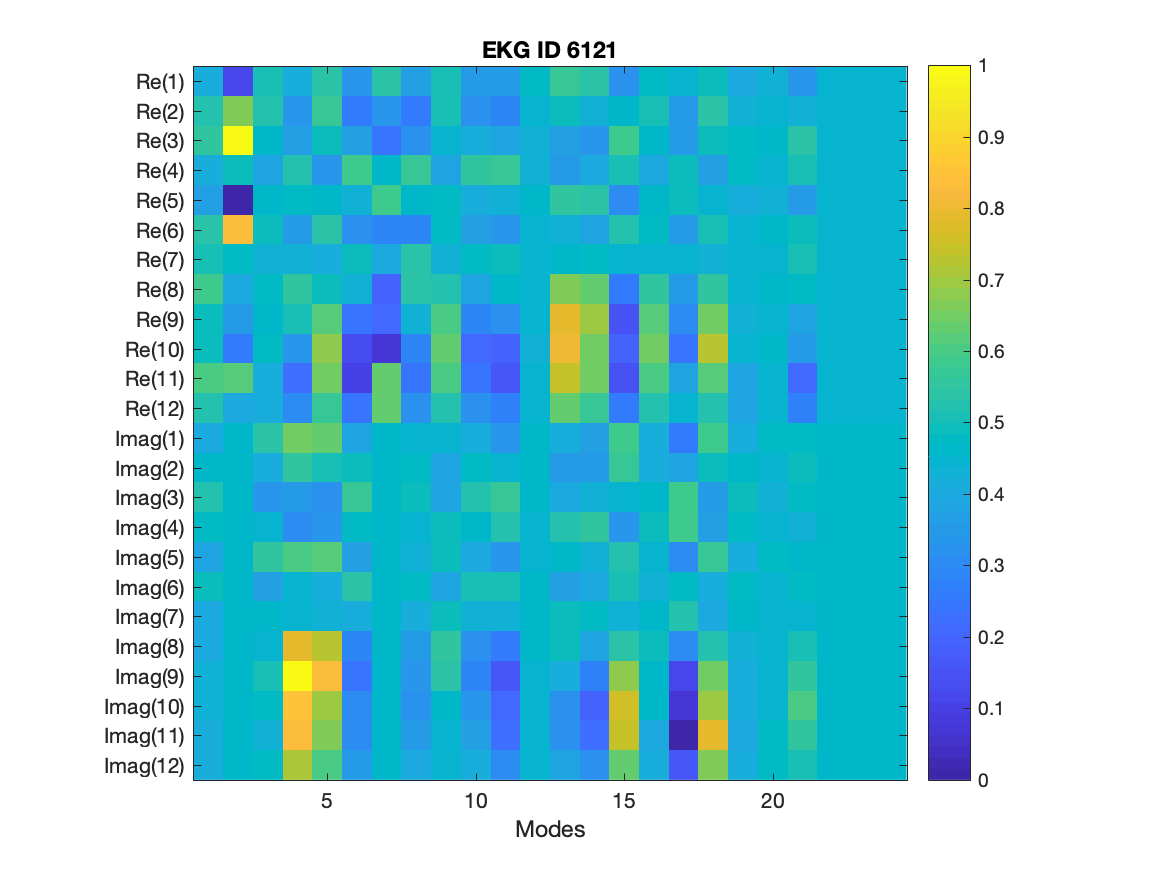 EKG ID 6121
Re(1)
Re(2)
Re(3)
Re(4)
Re(5)
Re(6)
Re(7)
Re(8)
Re(9)
Re(10)
Re(11)
Re(12)
Imag(1)
Imag(2)
Imag(3)
Imag(4)
Imag(5)
Imag(6)
Imag(7)
Imag(8)
Imag(9)
Imag(10)
Imag(11)
Imag(12)
5 10 15 20
Modes
1
0.9
0.8
0.7
0.6
0.5
0.4
0.3
0.2
0.1
0